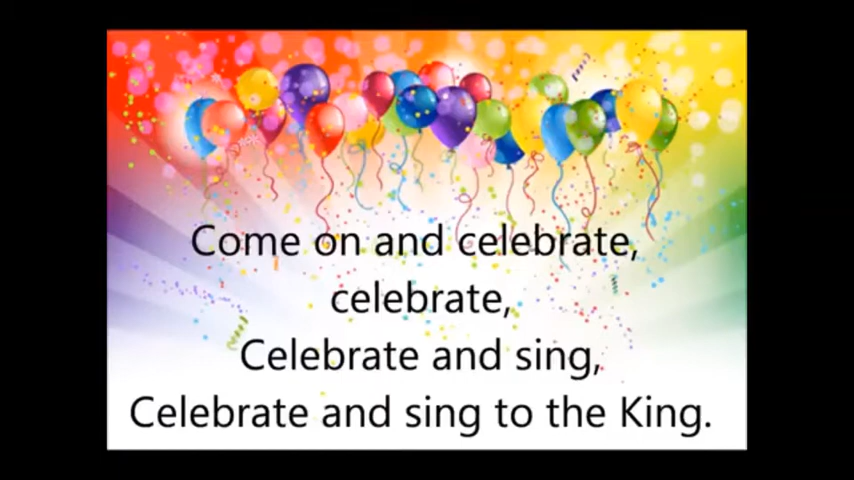 Come on and celebrate,
celebrate,
Celebrate and sing,
Celebrate and sing to the King.